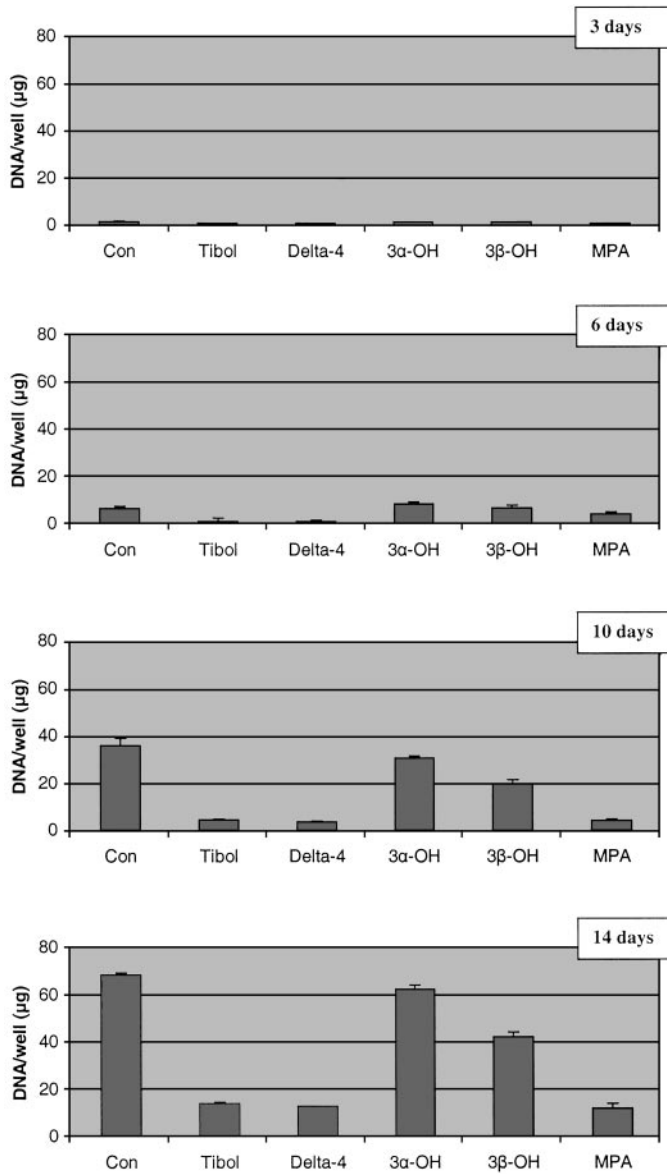 3 days
80
60
40
20
0
DNA/well (µg)
Con Tibol Delta-4 3α-OH 3β-OH MPA
6 days
80
60
40
20
0
DNA/well (µg)
Con Tibol Delta-4 3α-OH 3β-OH MPA
10 days
80
60
40
20
0
DNA/well (µg)
Con Tibol Delta-4 3α-OH 3β-OH MPA
14 days
80
60
40
20
0
DNA/well (µg)
Con Tibol Delta-4 3α-OH 3β-OH MPA